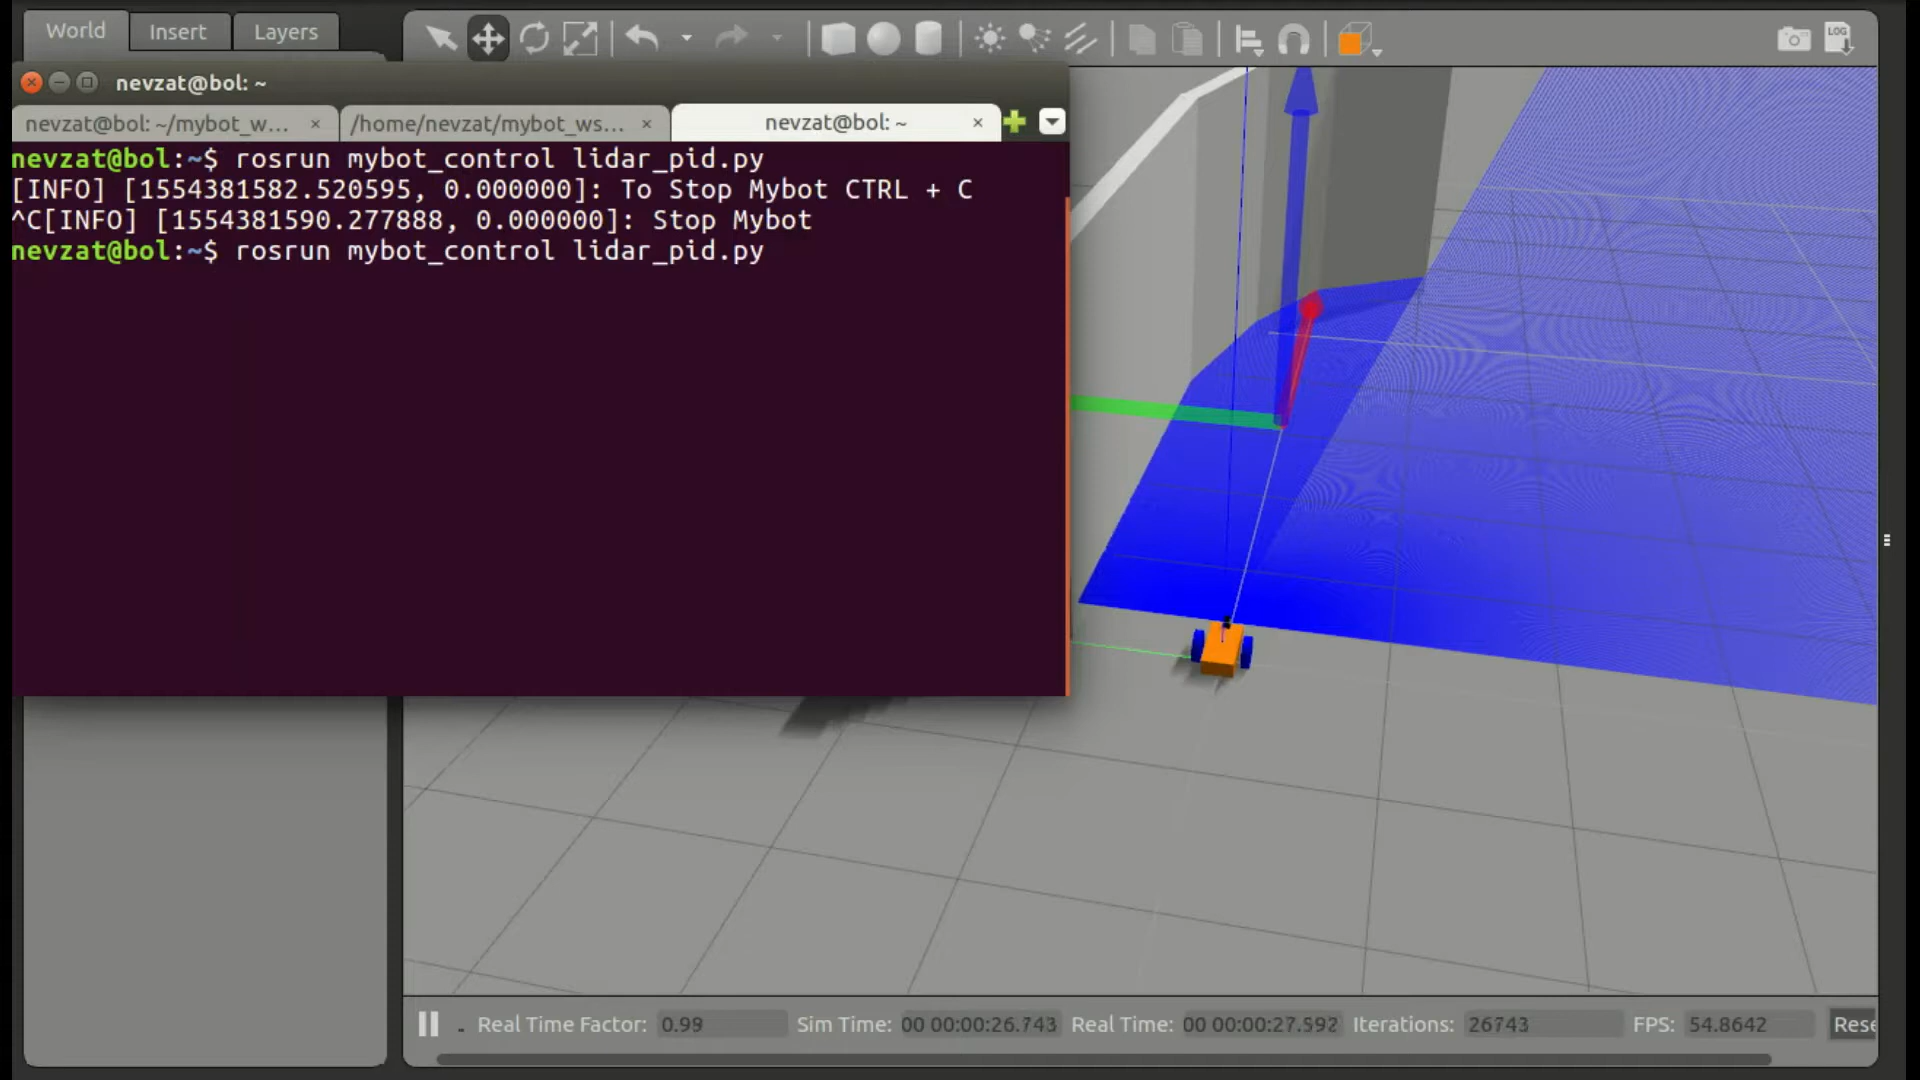 World Insert Layers
LOG
nevzat@bol: ~
nevzat@bol: ~/mybot_w... × /home/nevzat/mybot_ws... × nevzat@bol: ~ ×
nevzat@bol:~$ rosrun mybot_control lidar_pid.py
[INFO] [1554381582.520595, 0.000000]: To Stop Mybot CTRL + C
^C[INFO] [1554381590.277888, 0.000000]: Stop Mybot
nevzat@bol:~$ rosrun mybot_control lidar_pid.py
Real Time Factor: 0.99 Sim Time: 00 00:00:26.743 Real Time: 00 00:00:27.592 Iterations: 26743 FPS: 54.8642 Rese